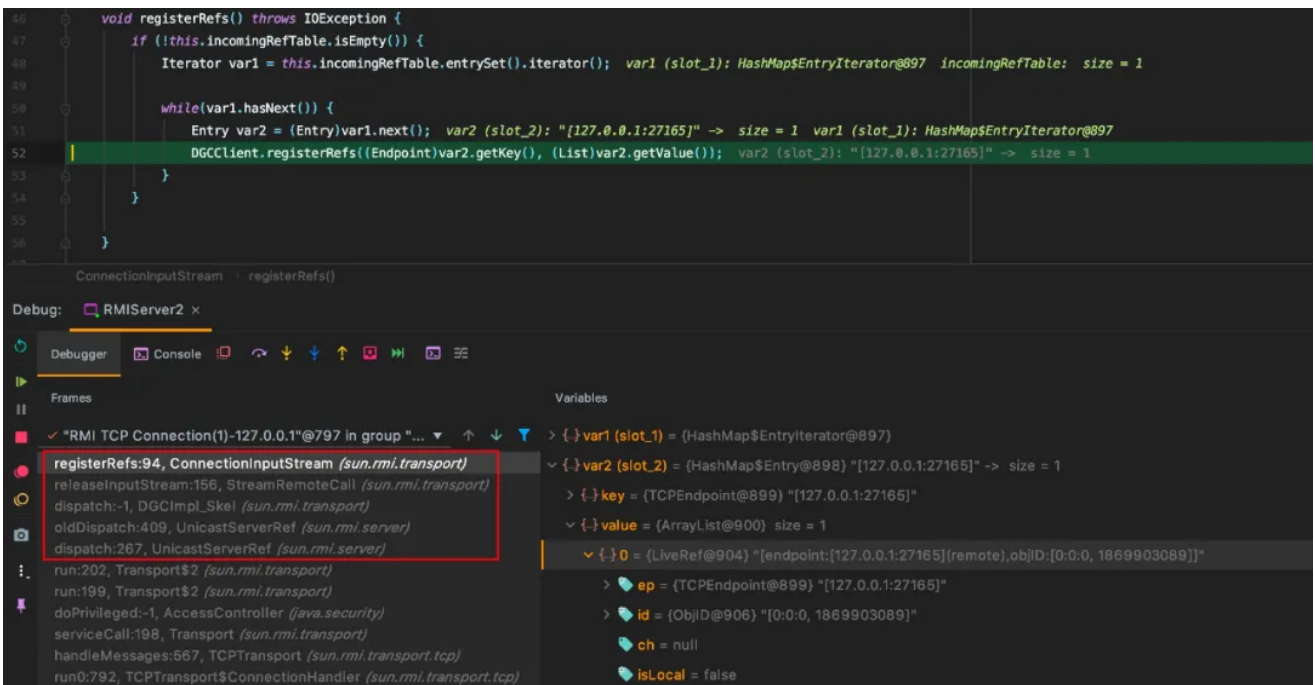 46 void registerRefs() throws IOException {
47 if (!this.incomingRefTable.isEmpty()) {
48 Iterator var1 = this.incomingRefTable.entrySet().iterator(); var1 (slot_1): HashMap$EntryIterator@897 incomingRefTable: size = 1
49
50 while(var1.hasNext()) {
51 Entry var2 = (Entry)var1.next(); var2 (slot_2): "[127.0.0.1:27165]" -> size = 1 var1 (slot_1): HashMap$EntryIterator@897
52 DGCClient.registerRefs((Endpoint)var2.getKey(), (List)var2.getValue()); var2 (slot_2): "[127.0.0.1:27165]" -> size = 1
53 }
54 }
55
56 }
ConnectionInputStream › registerRefs()
Debug: RMIServer2 ×
Debugger Console
Frames
"RMI TCP Connection(1)-127.0.0.1"@797 in group "...
registerRefs:94, ConnectionInputStream (sun.rmi.transport)
releaseInputStream:156, StreamRemoteCall (sun.rmi.transport)
dispatch:-1, DGCImpl_Skel (sun.rmi.transport)
oldDispatch:409, UnicastServerRef (sun.rmi.server)
dispatch:267, UnicastServerRef (sun.rmi.server)
run:202, Transport$2 (sun.rmi.transport)
run:199, Transport$2 (sun.rmi.transport)
doPrivileged:-1, AccessController (java.security)
serviceCall:198, Transport (sun.rmi.transport)
handleMessages:567, TCPTransport (sun.rmi.transport.tcp)
run0:792, TCPTransport$ConnectionHandler (sun.rmi.transport.tcp)
Variables
var1 (slot_1) = {HashMap$EntryIterator@897}
var2 (slot_2) = {HashMap$Entry@898} "[127.0.0.1:27165]" -> size = 1
key = {TCPEndpoint@899} "[127.0.0.1:27165]"
value = {ArrayList@900} size = 1
0 = {LiveRef@904} "[endpoint:[127.0.0.1:27165](remote),objID:[0:0:0, 1869903089]]"
ep = {TCPEndpoint@899} "[127.0.0.1:27165]"
id = {ObjID@906} "[0:0:0, 1869903089]"
ch = null
isLocal = false